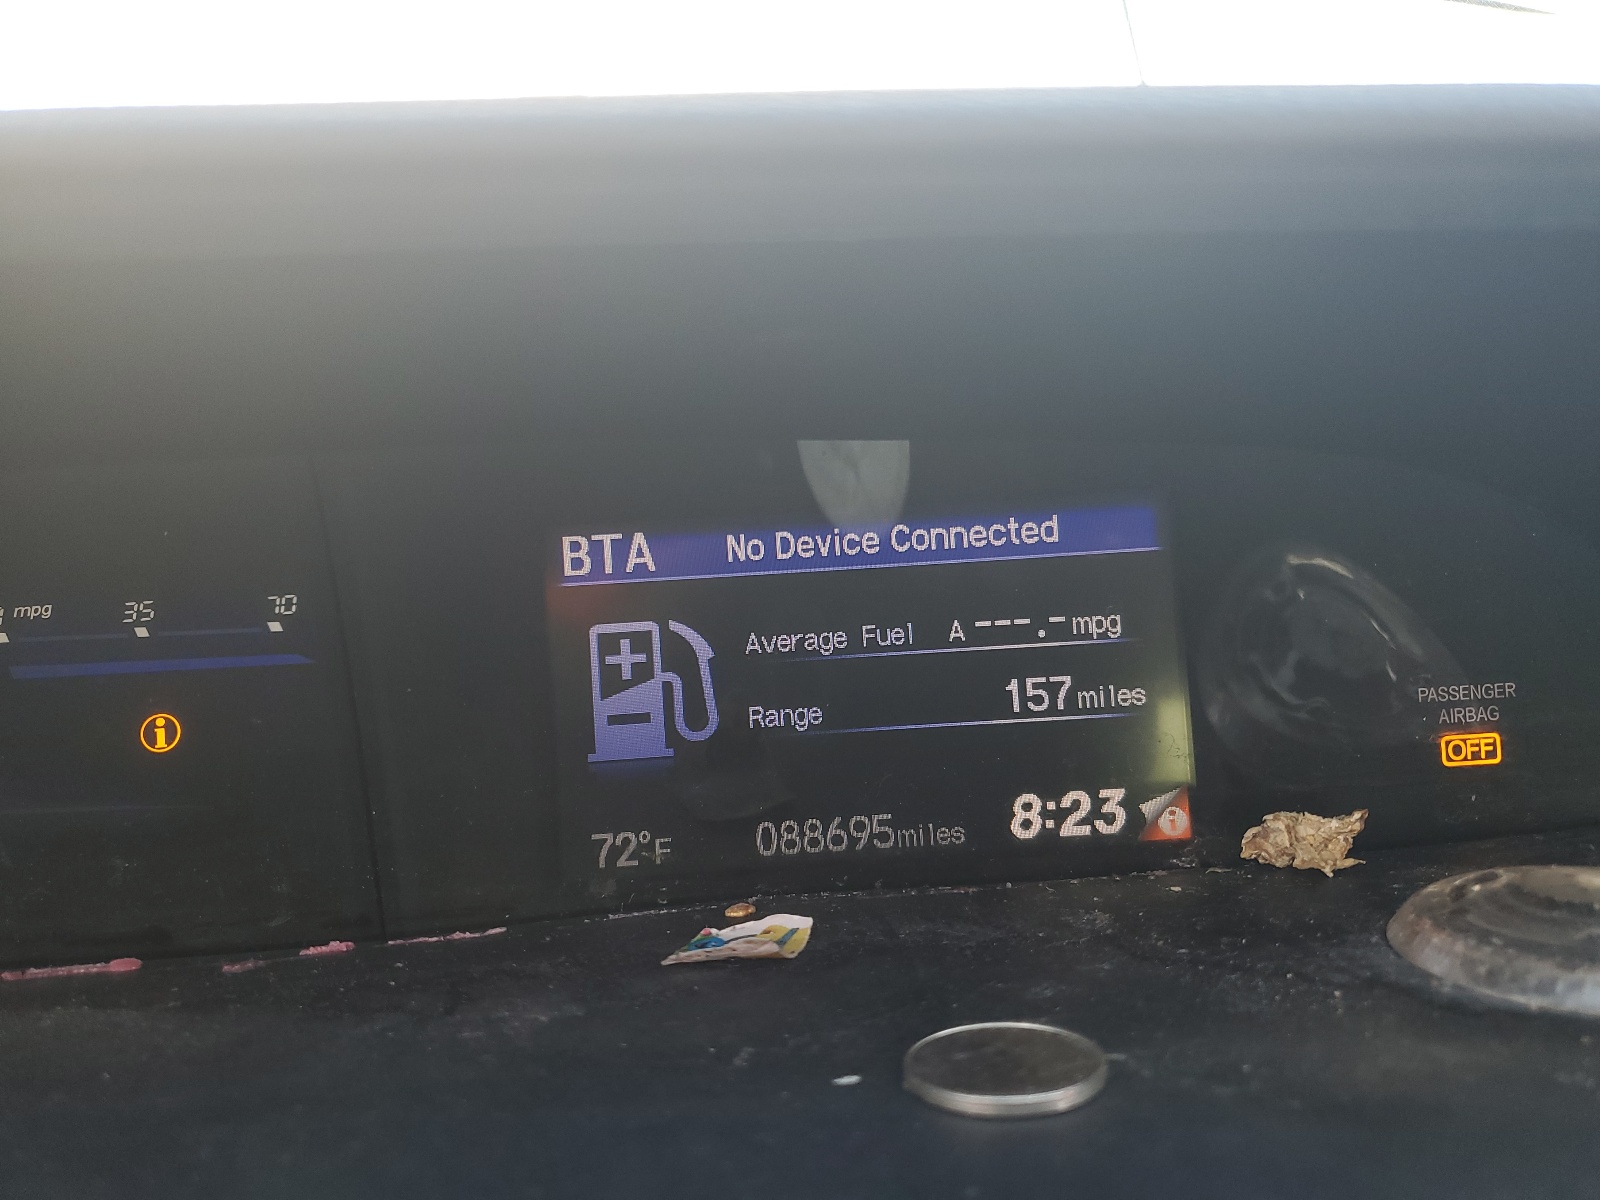 BTA No Device Connected
mpg 35 70
Average Fuel A ---.- mpg
Range 157 miles
PASSENGER
AIRBAG
OFF
72°F 088695 miles 8:23